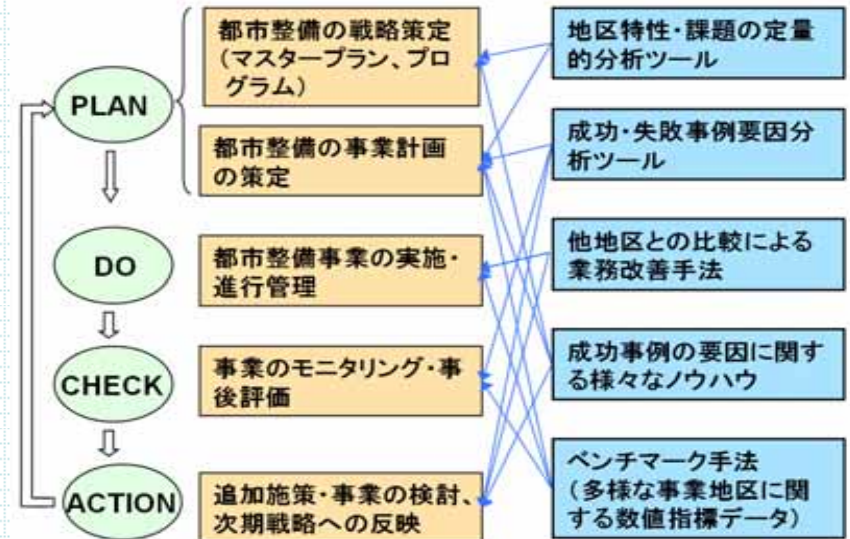 PLAN
DO
CHECK
ACTION
都市整備の戦略策定
（マスタープラン、プロ
グラム）
都市整備の事業計画
の策定
都市整備事業の実施・
進行管理
事業のモニタリング・事
後評価
追加施策・事業の検討、
次期戦略への反映
地区特性・課題の定量
的分析ツール
成功・失敗事例要因分
析ツール
他地区との比較による
業務改善手法
成功事例の要因に関す
る様々なノウハウ
ベンチマーク手法
（多様な事業地区に関
する数値指標データ）